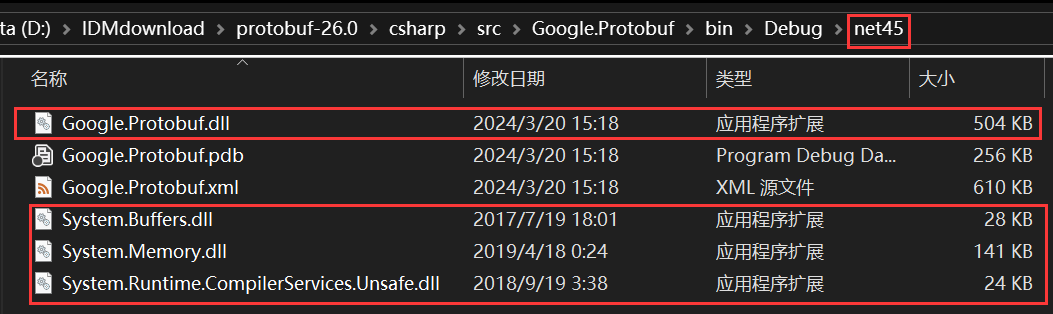 ta (D:) > IDMdownload > protobuf-26.0 > csharp > src > Google.Protobuf > bin > Debug > net45
名称 修改日期 类型 大小
Google.Protobuf.dll 2024/3/20 15:18 应用程序扩展 504 KB
Google.Protobuf.pdb 2024/3/20 15:18 Program Debug Da... 256 KB
Google.Protobuf.xml 2024/3/20 15:18 XML 源文件 610 KB
System.Buffers.dll 2017/7/19 18:01 应用程序扩展 28 KB
System.Memory.dll 2019/4/18 0:24 应用程序扩展 141 KB
System.Runtime.CompilerServices.Unsafe.dll 2018/9/19 3:38 应用程序扩展 24 KB